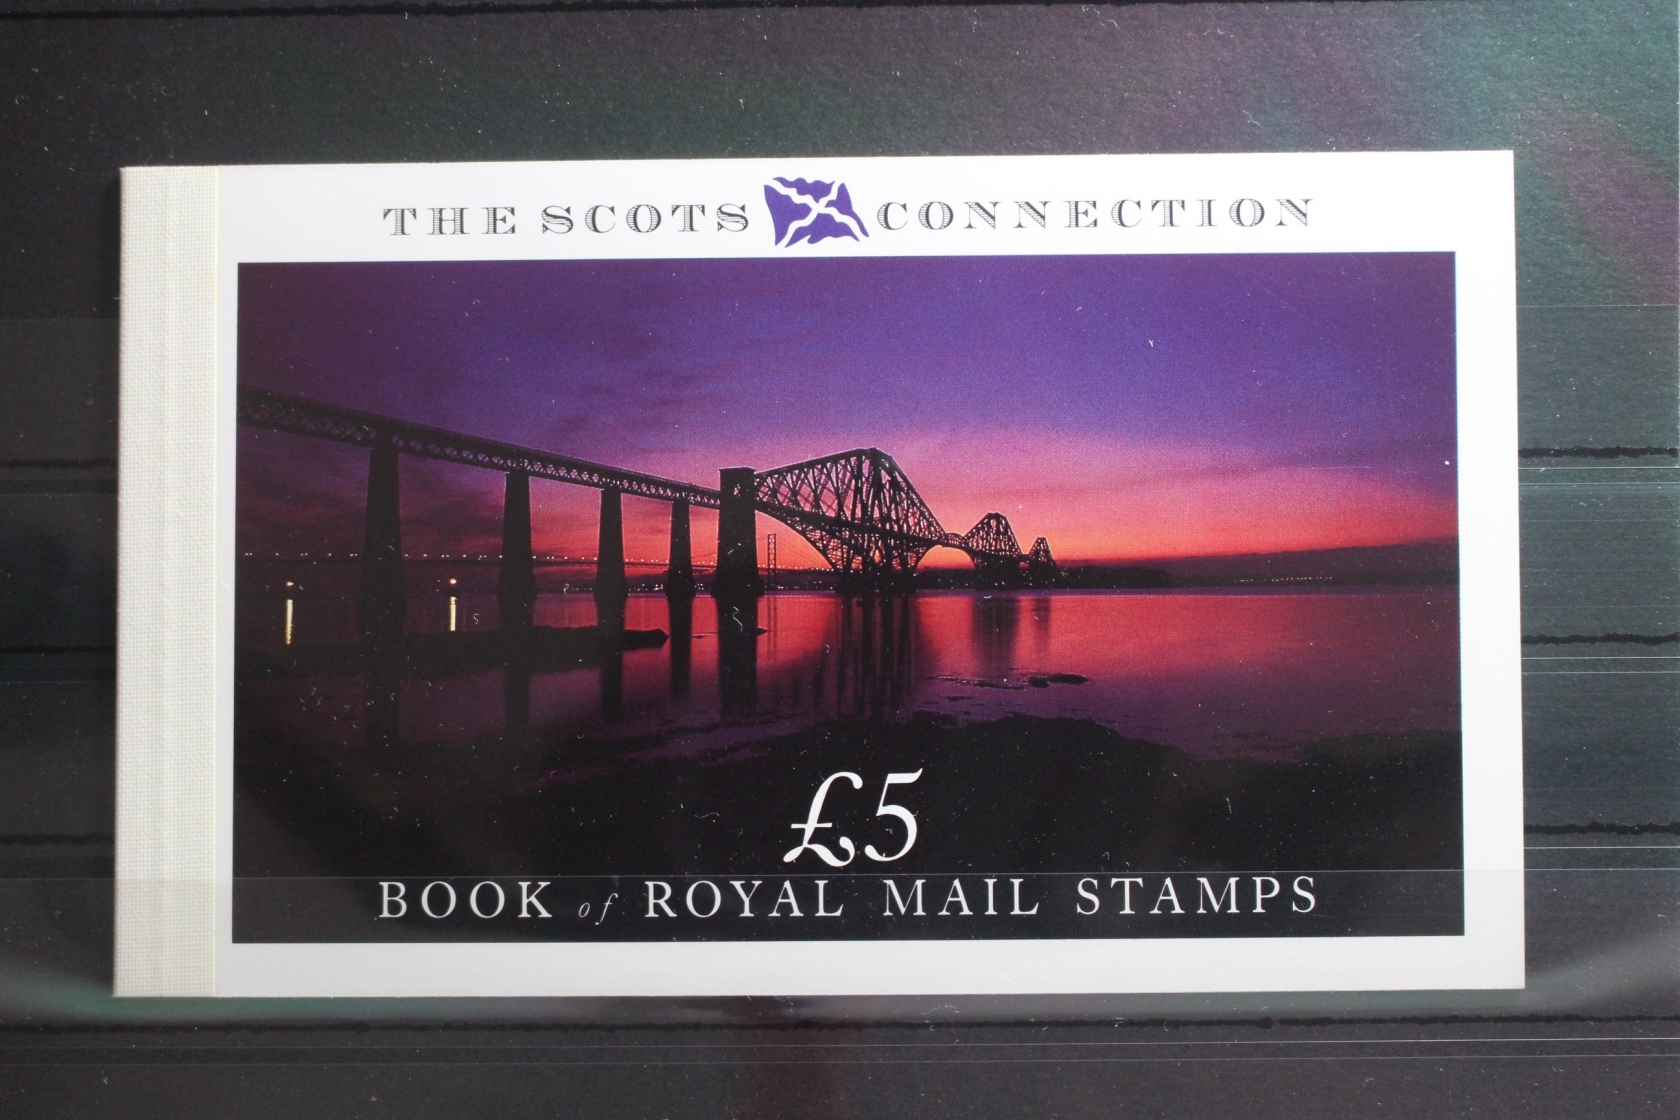 THE SCOTS CONNECTION
£5
BOOK of ROYAL MAIL STAMPS